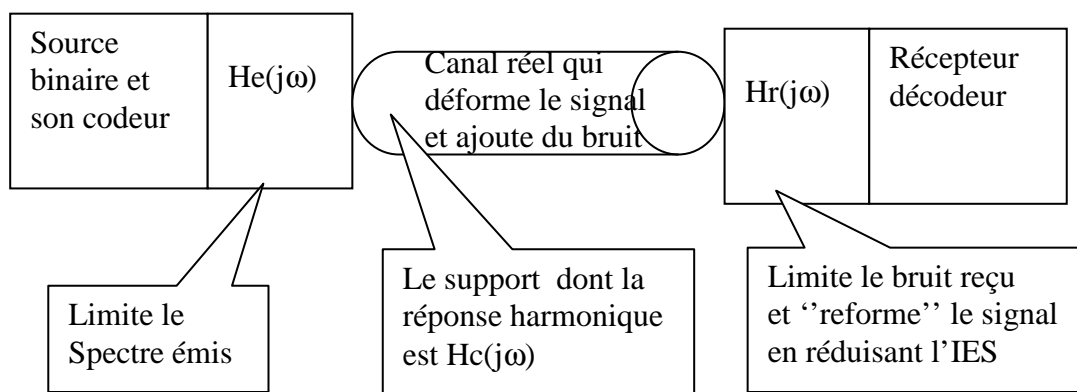 Source
binaire et
son codeur
He(jω)
Canal réel qui
déforme le signal
et ajoute du bruit
Hr(jω)
Récepteur
décodeur
Limite le
Spectre émis
Le support dont la
réponse harmonique
est Hc(jω)
Limite le bruit reçu
et ‘’reforme’’ le signal
en réduisant l’IES